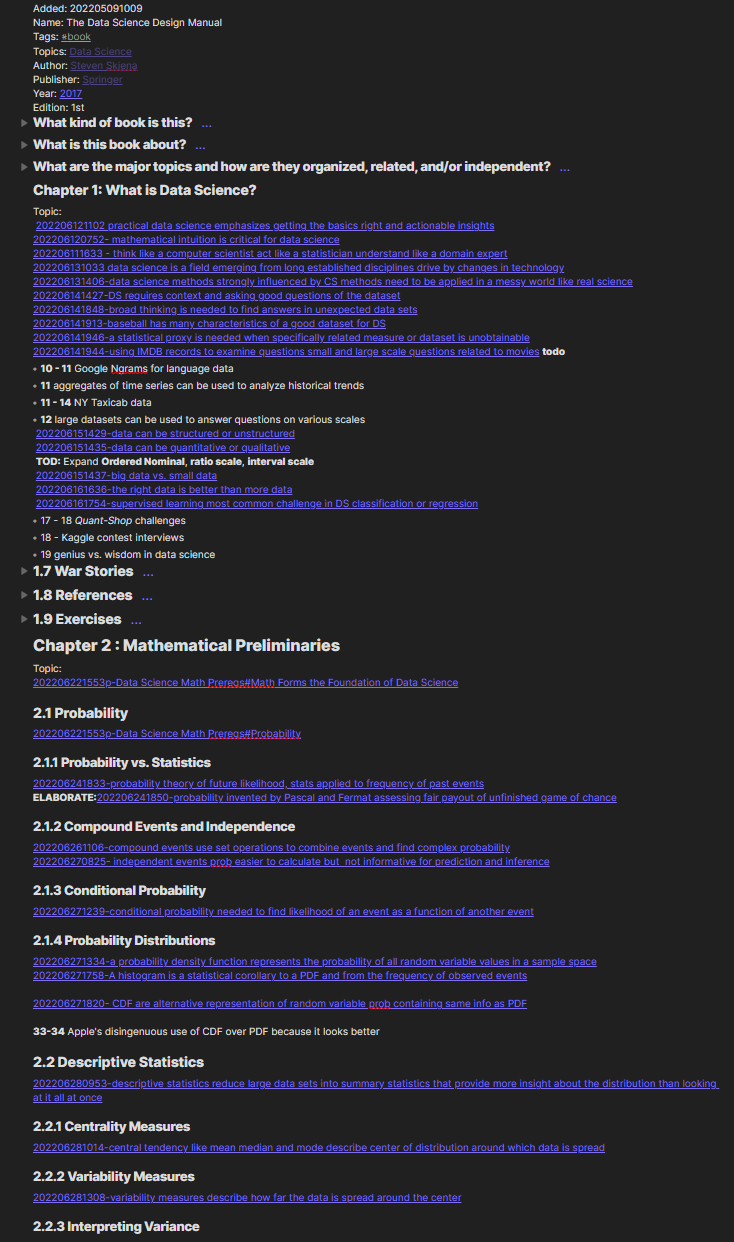 Added: 202205091009
Name: The Data Science Design Manual
Tags: #book
Topics: Data Science
Author: Steven Skiena
Publisher: Springer
Year: 2017
Edition: 1st
What kind of book is this? ...
What is this book about? ...
What are the major topics and how are they organized, related, and/or independent? ...
Chapter 1: What is Data Science?
Topic:
202206121102 practical data science emphasizes getting the basics right and actionable insights
202206120752- mathematical intuition is critical for data science
202206111633 - think like a computer scientist act like a statistician understand like a domain expert
202206131033 data science is a field emerging from long established disciplines drive by changes in technology
202206131406-data science methods strongly influenced by CS methods need to be applied in a messy world like real science
202206141427-DS requires context and asking good questions of the dataset
202206141848-broad thinking is needed to find answers in unexpected data sets
202206141913-baseball has many characteristics of a good dataset for DS
202206141946-a statistical proxy is needed when specifically related measure or dataset is unobtainable
202206141944-using IMDB records to examine questions small and large scale questions related to movies todo
• 10 - 11 Google Ngrams for language data
• 11 aggregates of time series can be used to analyze historical trends
• 11 - 14 NY Taxicab data
• 12 large datasets can be used to answer questions on various scales
202206151429-data can be structured or unstructured
202206151435-data can be quantitative or qualitative
TOD: Expand Ordered Nominal, ratio scale, interval scale
202206151437-big data vs. small data
202206161636-the right data is better than more data
202206161754-supervised learning most common challenge in DS classification or regression
• 17 - 18 Quant-Shop challenges
• 18 - Kaggle contest interviews
• 19 genius vs. wisdom in data science
1.7 War Stories ...
1.8 References ...
1.9 Exercises ...
Chapter 2 : Mathematical Preliminaries
Topic:
202206221553p-Data Science Math Prereqs#Math Forms the Foundation of Data Science
2.1 Probability
202206221553p-Data Science Math Prereqs#Probability
2.1.1 Probability vs. Statistics
202206241833-probability theory of future likelihood, stats applied to frequency of past events
ELABORATE:202206241850-probability invented by Pascal and Fermat assessing fair payout of unfinished game of chance
2.1.2 Compound Events and Independence
202206261106-compound events use set operations to combine events and find complex probability
202206270825- independent events prob easier to calculate but not informative for prediction and inference
2.1.3 Conditional Probability
202206271239-conditional probability needed to find likelihood of an event as a function of another event
2.1.4 Probability Distributions
202206271334-a probability density function represents the probability of all random variable values in a sample space
202206271758-A histogram is a statistical corollary to a PDF and from the frequency of observed events
202206271820- CDF are alternative representation of random variable prob containing same info as PDF
33-34 Apple's disingenuous use of CDF over PDF because it looks better
2.2 Descriptive Statistics
202206280953-descriptive statistics reduce large data sets into summary statistics that provide more insight about the distribution than looking
at it all at once
2.2.1 Centrality Measures
202206281014-central tendency like mean median and mode describe center of distribution around which data is spread
2.2.2 Variability Measures
202206281308-variability measures describe how far the data is spread around the center
2.2.3 Interpreting Variance